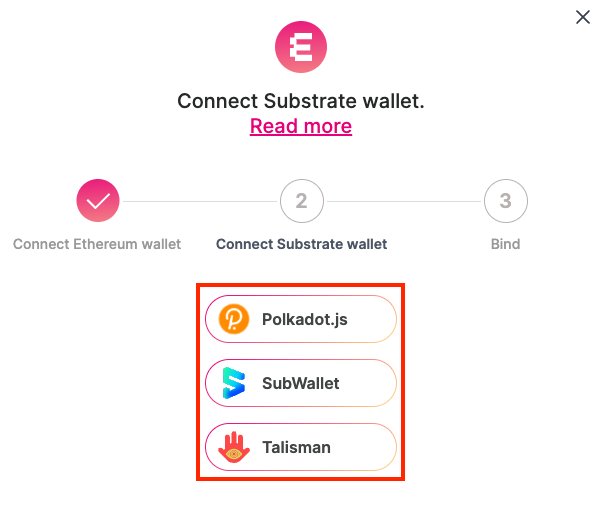 Connect Substrate wallet.
Read more
2
3
Connect Ethereum wallet
Connect Substrate wallet
Bind
Polkadot.js
SubWallet
Talisman